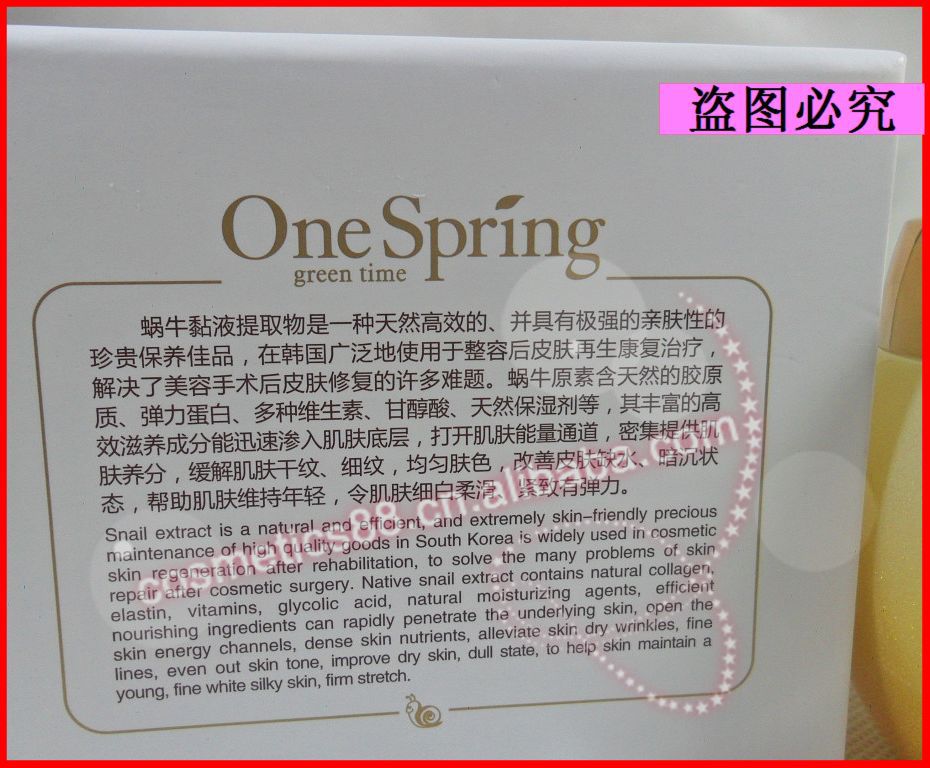 盗图必究
One Spring
green time
蜗牛黏液提取物是一种天然高效的、并具有极强的亲肤性的
珍贵保养佳品，在韩国广泛地使用于整容后皮肤再生康复治疗，
解决了美容手术后皮肤修复的许多难题。蜗牛原素含天然的胶原
质、弹力蛋白、多种维生素、甘醇酸、天然保湿剂等，其丰富的高
效滋养成分能迅速渗入肌肤底层，打开肌肤能量通道，密集提供肌
肤养分，缓解肌肤干纹、细纹，均匀肤色，改善皮肤缺水、暗沉状
态，帮助肌肤维持年轻，令肌肤细白柔滑、紧致有弹力。
Snail extract is a natural and efficient, and extremely skin-friendly precious
maintenance of high quality goods in South Korea is widely used in cosmetic
skin regeneration after rehabilitation, to solve the many problems of skin
repair after cosmetic surgery. Native snail extract contains natural collagen,
elastin, vitamins, glycolic acid, natural moisturizing agents, efficient
nourishing ingredients can rapidly penetrate the underlying skin, open the
skin energy channels, dense skin nutrients, alleviate skin dry wrinkles, fine
lines, even out skin tone, improve dry skin, dull state, to help skin maintain a
young, fine white silky skin, firm stretch.
cosmetics88.cn.alibaba.com